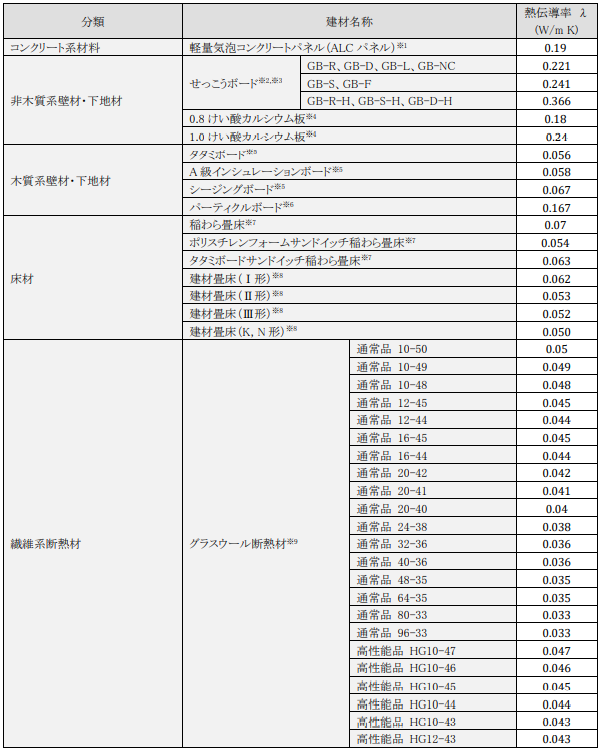 分類 建材名称 熱伝導率 λ
(W/m K)
コンクリート系材料 軽量気泡コンクリートパネル(ALC パネル)※1 0.19
非木質系壁材・下地材 せっこうボード※2,※3 GB-R、GB-D、GB-L、GB-NC 0.221
GB-S、GB-F 0.241
GB-R-H、GB-S-H、GB-D-H 0.366
0.8 けい酸カルシウム板※4 0.18
1.0 けい酸カルシウム板※4 0.24
木質系壁材・下地材 タタミボード※5 0.056
A 級インシュレーションボード※5 0.058
シージングボード※5 0.067
パーティクルボード※6 0.167
床材 稲わら畳床※7 0.07
ポリスチレンフォームサンドイッチ稲わら畳床※7 0.054
タタミボードサンドイッチ稲わら畳床※7 0.063
建材畳床(Ⅰ形)※8 0.062
建材畳床(Ⅱ形)※8 0.053
建材畳床(Ⅲ形)※8 0.052
建材畳床(K, N 形)※8 0.050
繊維系断熱材 グラスウール断熱材※9 通常品 10-50 0.05
通常品 10-49 0.049
通常品 10-48 0.048
通常品 12-45 0.045
通常品 12-44 0.044
通常品 16-45 0.045
通常品 16-44 0.044
通常品 20-42 0.042
通常品 20-41 0.041
通常品 20-40 0.04
通常品 24-38 0.038
通常品 32-36 0.036
通常品 40-36 0.036
通常品 48-35 0.035
通常品 64-35 0.035
通常品 80-33 0.033
通常品 96-33 0.033
高性能品 HG10-47 0.047
高性能品 HG10-46 0.046
高性能品 HG10-45 0.045
高性能品 HG10-44 0.044
高性能品 HG10-43 0.043
高性能品 HG12-43 0.043